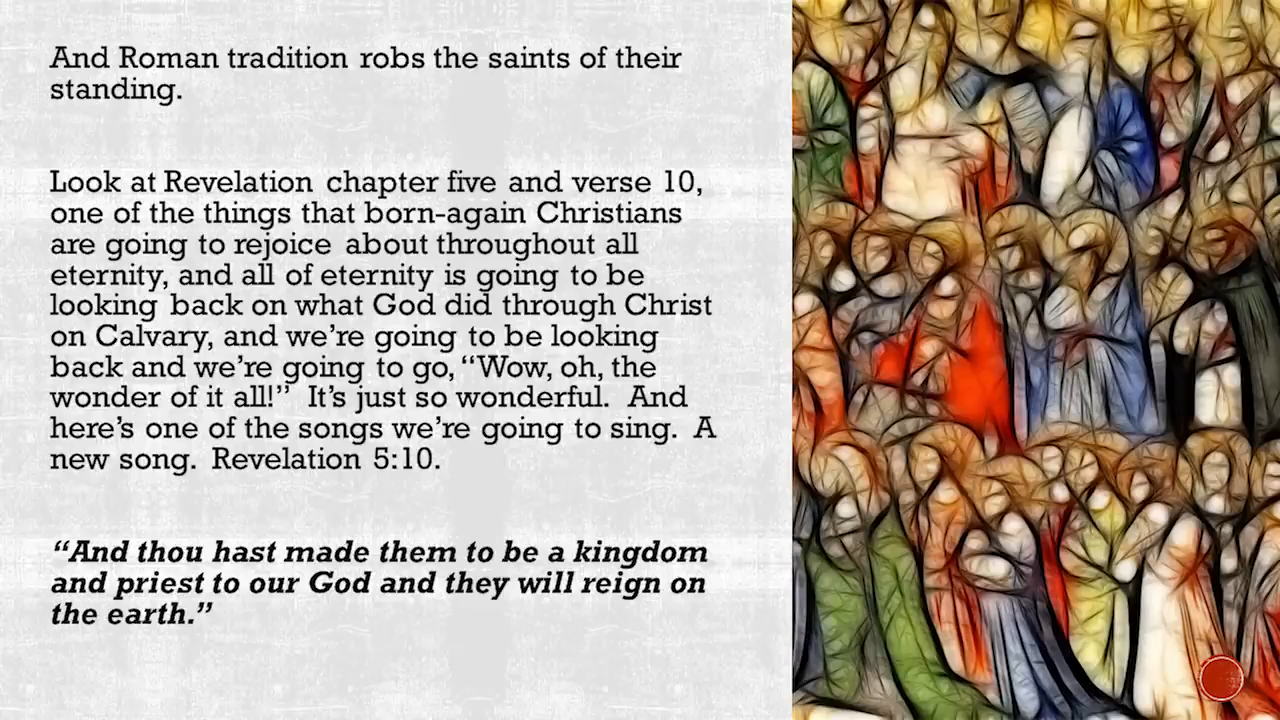 And Roman tradition robs the saints of their
standing.
Look at Revelation chapter five and verse 10,
one of the things that born-again Christians
are going to rejoice about throughout all
eternity, and all of eternity is going to be
looking back on what God did through Christ
on Calvary, and we’re going to be looking
back and we’re going to go, “Wow, oh, the
wonder of it all!” It’s just so wonderful. And
here’s one of the songs we’re going to sing. A
new song. Revelation 5:10.
“And thou hast made them to be a kingdom
and priest to our God and they will reign on
the earth.”